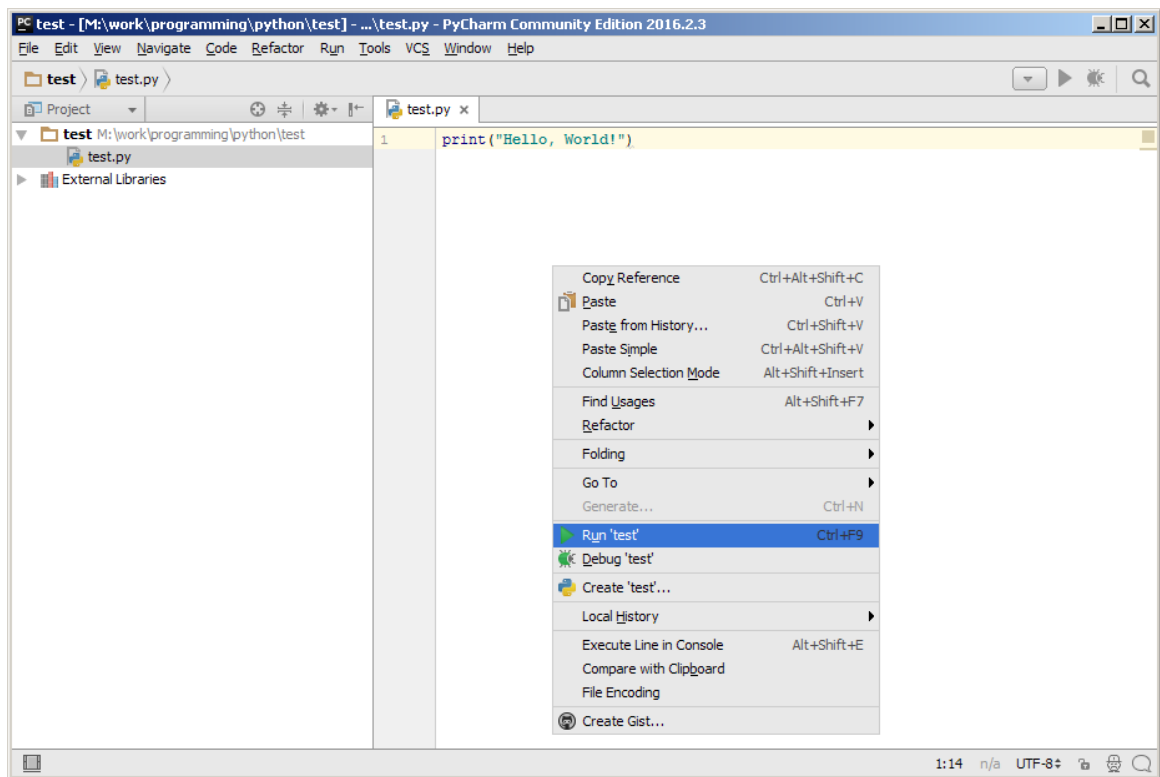 PC test - [M:\work\programming\python\test] - ...\test.py - PyCharm Community Edition 2016.2.3
File Edit View Navigate Code Refactor Run Tools VCS Window Help
test test.py
Project
test.py
test M:\work\programming\python\test
test.py
External Libraries
1 print("Hello, World!")
Copy Reference Ctrl+Alt+Shift+C
Paste Ctrl+V
Paste from History... Ctrl+Shift+V
Paste Simple Ctrl+Alt+Shift+V
Column Selection Mode Alt+Shift+Insert
Find Usages Alt+Shift+F7
Refactor
Folding
Go To
Generate... Ctrl+N
Run 'test' Ctrl+F9
Debug 'test'
Create 'test'...
Local History
Execute Line in Console Alt+Shift+E
Compare with Clipboard
File Encoding
Create Gist...
1:14 n/a UTF-8